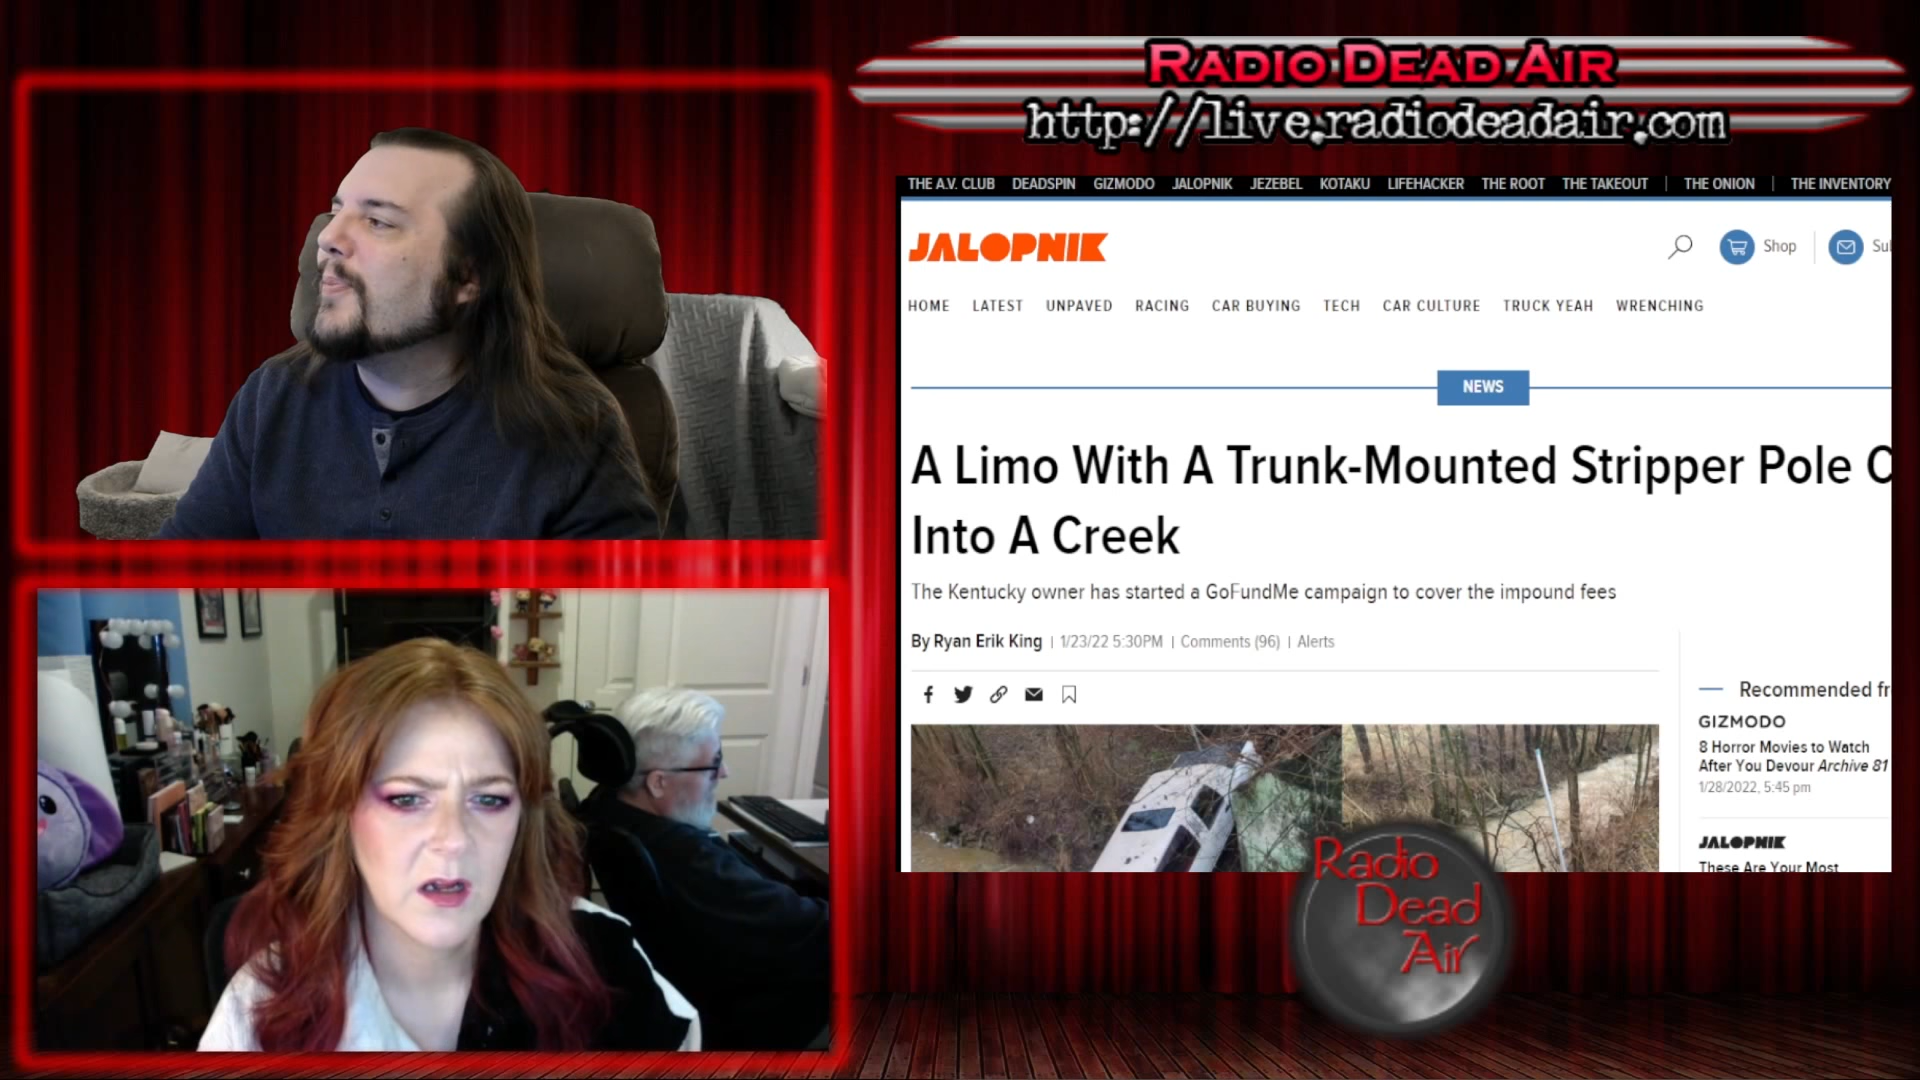 RADIO DEAD AIR
http://live.radiodeadair.com
THE A.V. CLUB DEADSPIN GIZMODO JALOPNIK JEZEBEL KOTAKU LIFEHACKER THE ROOT THE TAKEOUT | THE ONION | THE INVENTORY
JALOPNIK
Shop
Su
HOME LATEST UNPAVED RACING CAR BUYING TECH CAR CULTURE TRUCK YEAH WRENCHING
NEWS
A Limo With A Trunk-Mounted Stripper Pole
Into A Creek
The Kentucky owner has started a GoFundMe campaign to cover the impound fees
By Ryan Erik King | 1/23/22 5:30PM | Comments (96) | Alerts
Recommended fr
GIZMODO
8 Horror Movies to Watch
After You Devour Archive 81
1/28/2022, 5:45 pm
JALOPNIK
These Are Your Most
Radio
Dead
Air